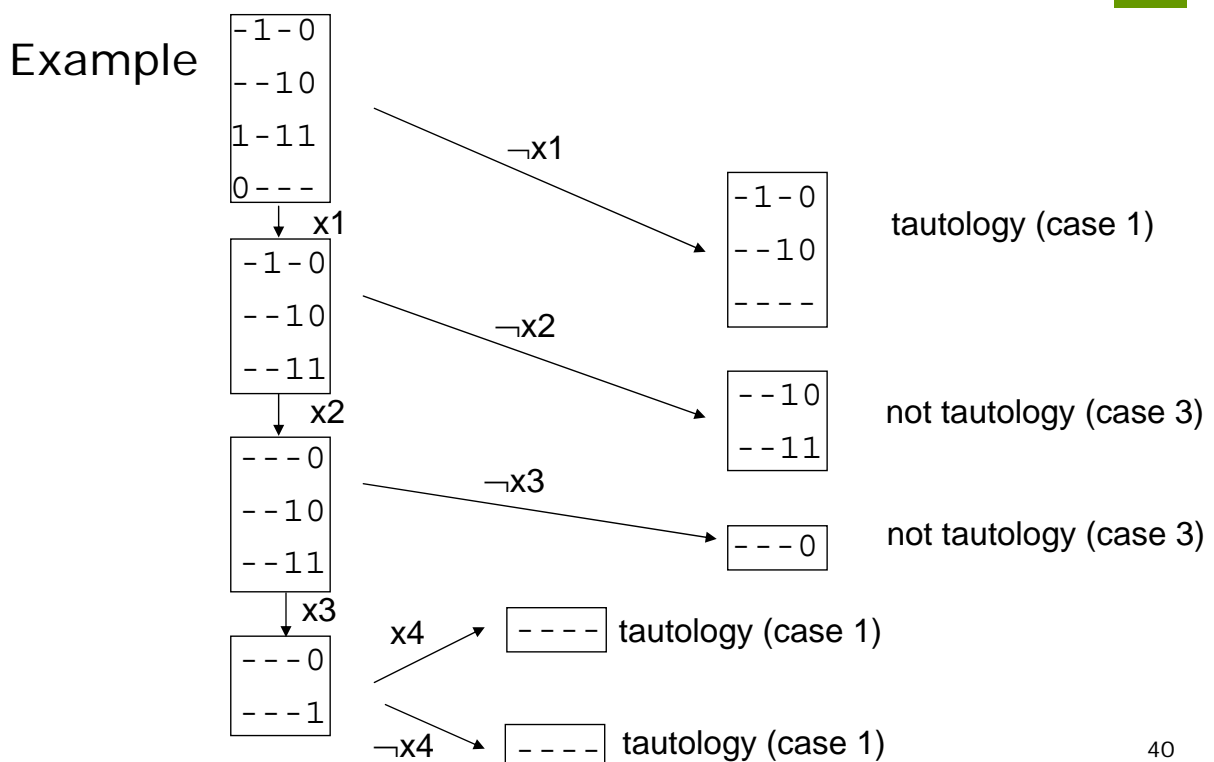 Example
-1-0
--10
1-11
0---
¬x1
x1
-1-0
--10
----
tautology (case 1)
-1-0
--10
--11
¬x2
x2
--10
--11
not tautology (case 3)
---0
--10
--11
¬x3
x3
---0
not tautology (case 3)
---0
---1
x4
---- tautology (case 1)
¬x4
---- tautology (case 1)
40